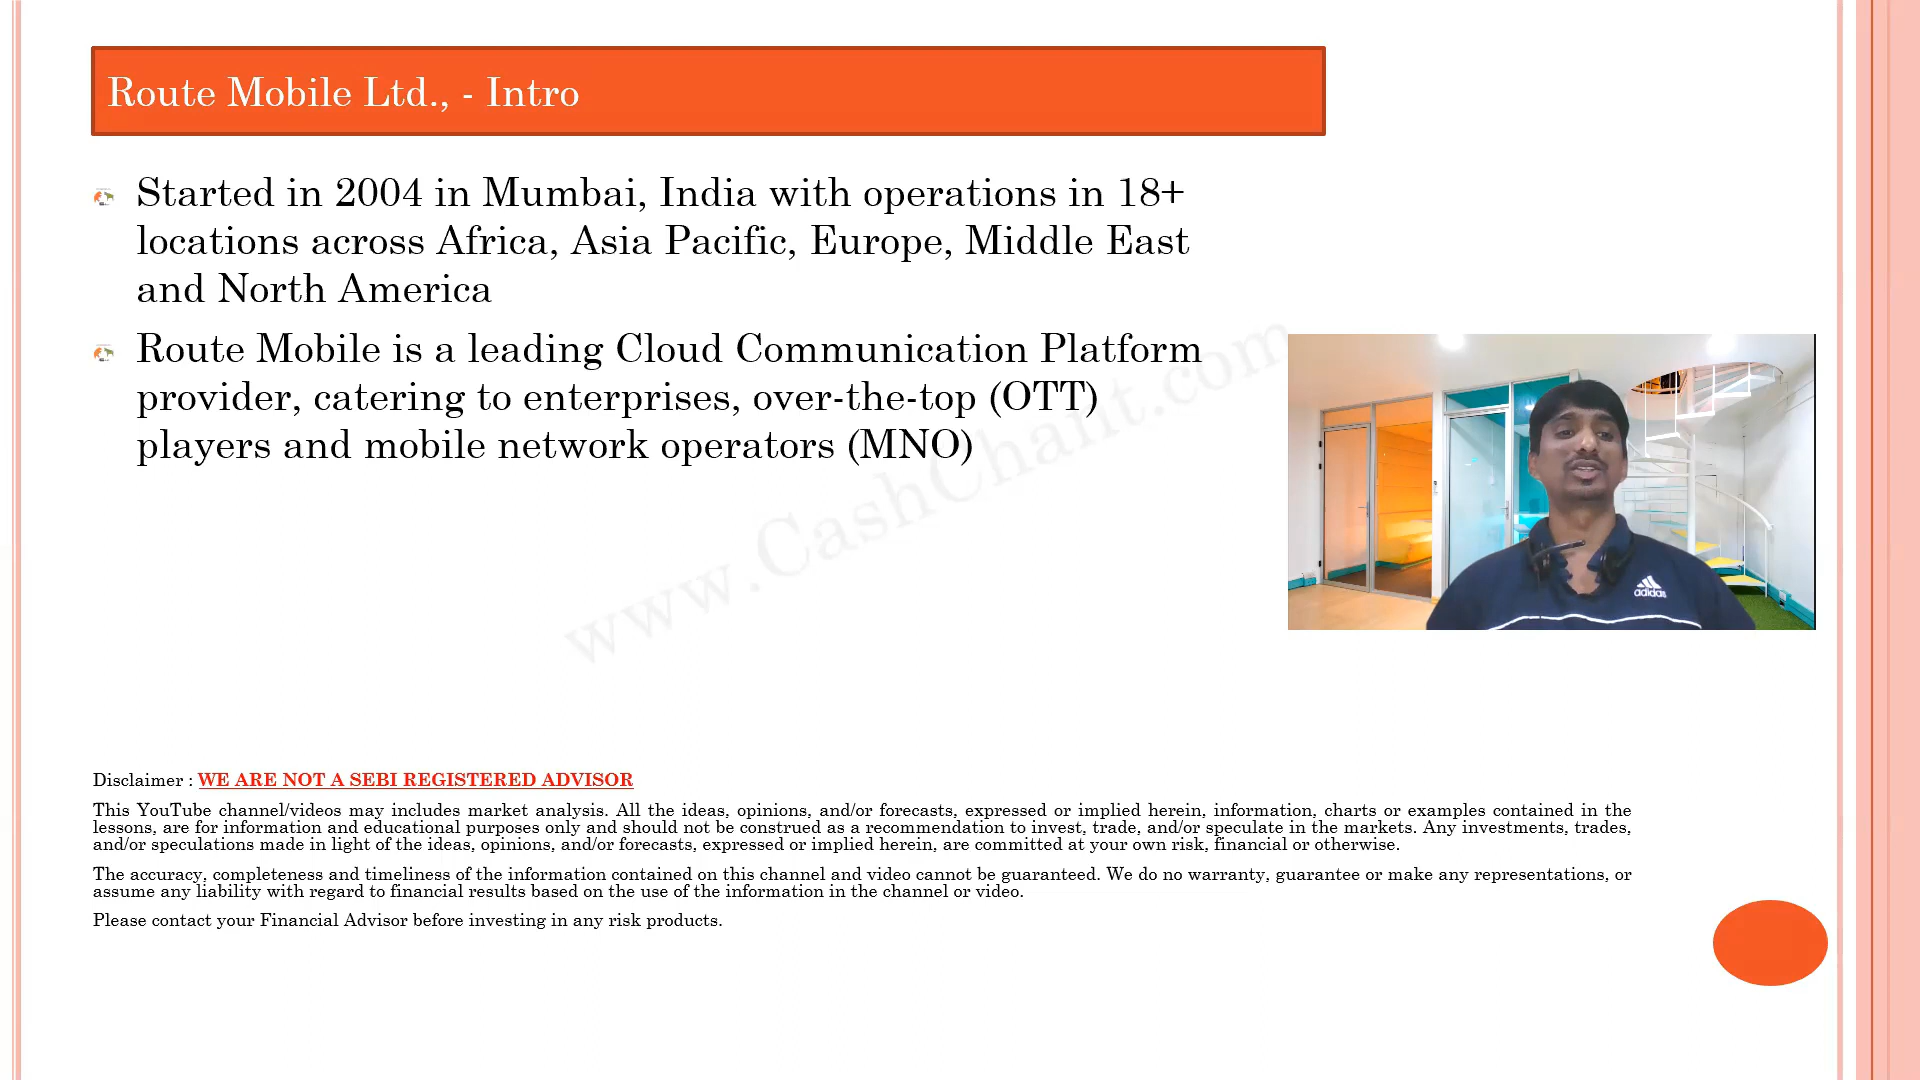 Route Mobile Ltd., - Intro
Started in 2004 in Mumbai, India with operations in 18+
locations across Africa, Asia Pacific, Europe, Middle East
and North America
Route Mobile is a leading Cloud Communication Platform
provider, catering to enterprises, over-the-top (OTT)
players and mobile network operators (MNO)
www.CashChant.com
adidas
Disclaimer : WE ARE NOT A SEBI REGISTERED ADVISOR
This YouTube channel/videos may includes market analysis. All the ideas, opinions, and/or forecasts, expressed or implied herein, information, charts or examples contained in the
lessons, are for information and educational purposes only and should not be construed as a recommendation to invest, trade, and/or speculate in the markets. Any investments, trades,
and/or speculations made in light of the ideas, opinions, and/or forecasts, expressed or implied herein, are committed at your own risk, financial or otherwise.
The accuracy, completeness and timeliness of the information contained on this channel and video cannot be guaranteed. We do no warranty, guarantee or make any representations, or
assume any liability with regard to financial results based on the use of the information in the channel or video.
Please contact your Financial Advisor before investing in any risk products.